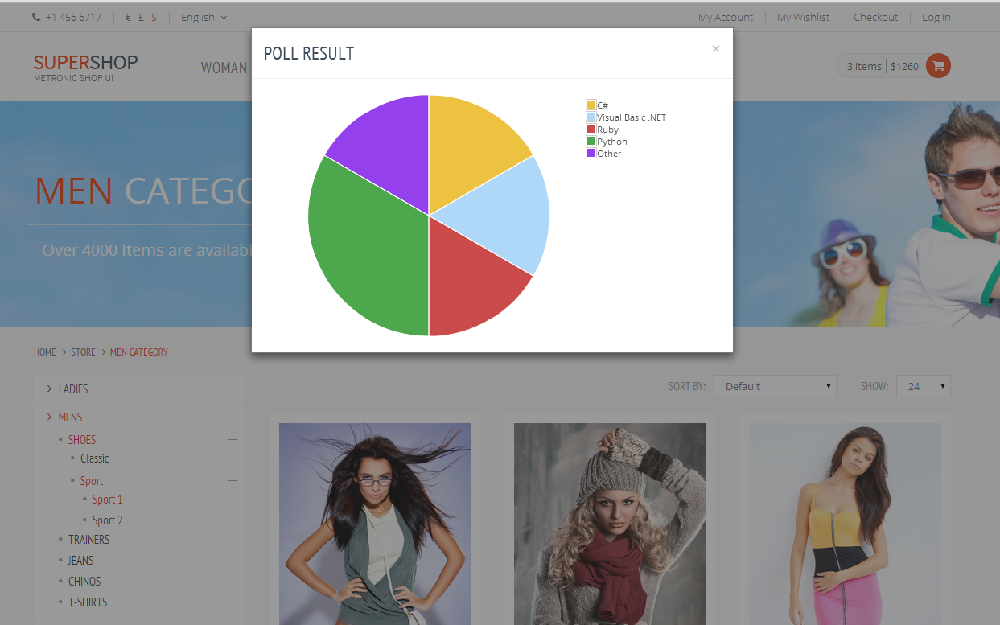 +1 456 6717
€ £ $
English
My Account
My Wishlist
Checkout
Log In
SUPERSHOP
METRONIC SHOP UI
WOMAN
3 items
$1260
POLL RESULT
×
C#
Visual Basic .NET
Ruby
Python
Other
MEN CATEGO
Over 4000 Items are availabl
HOME
STORE
MEN CATEGORY
LADIES
MENS
SHOES
Classic
Sport
Sport 1
Sport 2
TRAINERS
JEANS
CHINOS
T-SHIRTS
SORT BY:
Default
SHOW:
24